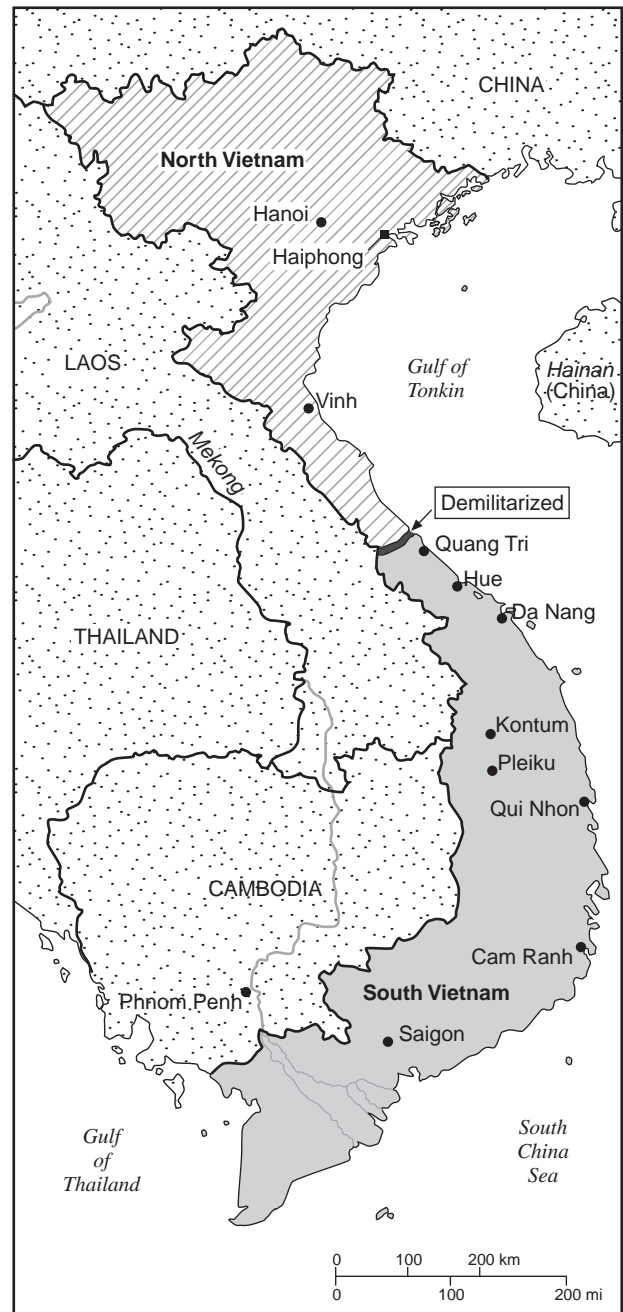 CHINA
North Vietnam
Hanoi
Haiphong
LAOS
Gulf of
Tonkin
Hainan
(China)
Vinh
Mekong
Demilitarized
Quang Tri
Hue
Da Nang
THAILAND
Kontum
Pleiku
Qui Nhon
CAMBODIA
Cam Ranh
Phnom Penh
South Vietnam
Saigon
Gulf
of
Thailand
South
China
Sea
0 100 200 km
0 100 200 mi